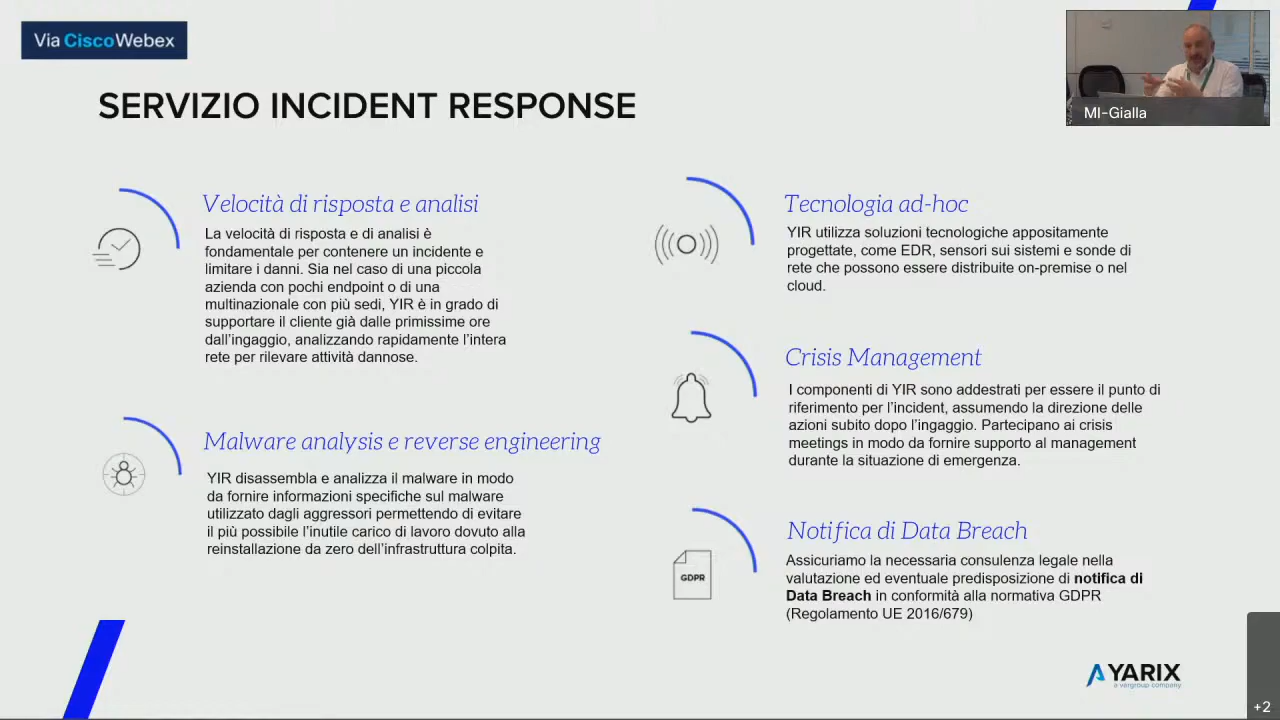 Via CiscoWebex
MI-Gialla
SERVIZIO INCIDENT RESPONSE
Velocità di risposta e analisi
La velocità di risposta e di analisi è
fondamentale per contenere un incidente e
limitare i danni. Sia nel caso di una piccola
azienda con pochi endpoint o di una
multinazionale con più sedi, YIR è in grado di
supportare il cliente già dalle primissime ore
dall'ingaggio, analizzando rapidamente l'intera
rete per rilevare attività dannose.
Malware analysis e reverse engineering
YIR disassembla e analizza il malware in modo
da fornire informazioni specifiche sul malware
utilizzato dagli aggressori permettendo di evitare
il più possibile l'inutile carico di lavoro dovuto alla
reinstallazione da zero dell'infrastruttura colpita.
Tecnologia ad-hoc
YIR utilizza soluzioni tecnologiche appositamente
progettate, come EDR, sensori sui sistemi e sonde di
rete che possono essere distribuite on-premise o nel
cloud.
Crisis Management
I componenti di YIR sono addestrati per essere il punto di
riferimento per l'incident, assumendo la direzione delle
azioni subito dopo l'ingaggio. Partecipano ai crisis
meetings in modo da fornire supporto al management
durante la situazione di emergenza.
Notifica di Data Breach
GDPR
Assicuriamo la necessaria consulenza legale nella
valutazione ed eventuale predisposizione di notifica di
Data Breach in conformità alla normativa GDPR
(Regolamento UE 2016/679)
YARIX
a vargroup company
+2